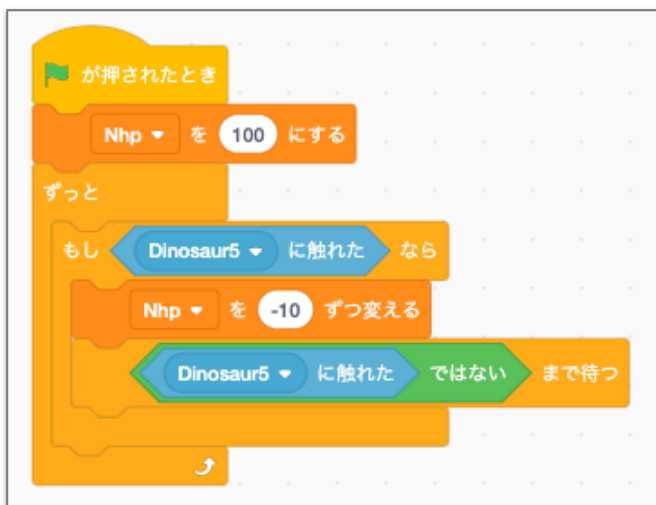 が押されたとき
Nhp を 100 にする
ずっと
もし Dinosaur5 に触れた なら
Nhp を -10 ずつ変える
Dinosaur5 に触れた ではない まで待つ